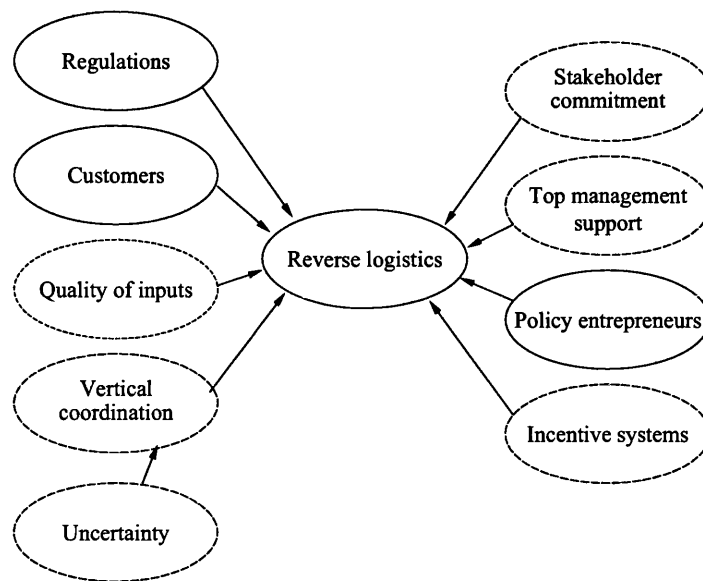 Regulations
Customers
Quality of inputs
Vertical
coordination
Uncertainty
Reverse logistics
Stakeholder
commitment
Top management
support
Policy entrepreneurs
Incentive systems